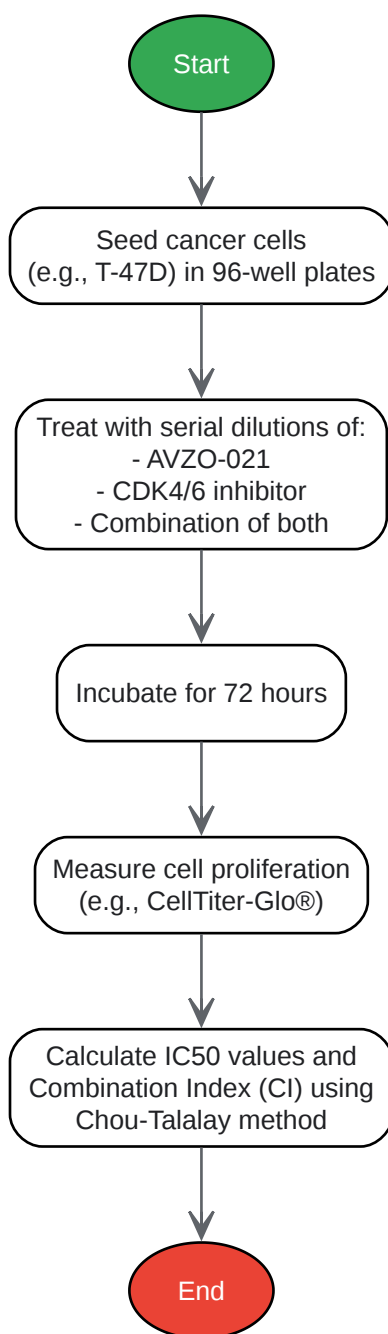 Start
Seed cancer cells
(e.g., T-47D) in 96-well plates
Treat with serial dilutions of:
- AVZO-021
- CDK4/6 inhibitor
- Combination of both
Incubate for 72 hours
Measure cell proliferation
(e.g., CellTiter-Glo®)
Calculate IC50 values and
Combination Index (CI) using
Chou-Talalay method
End